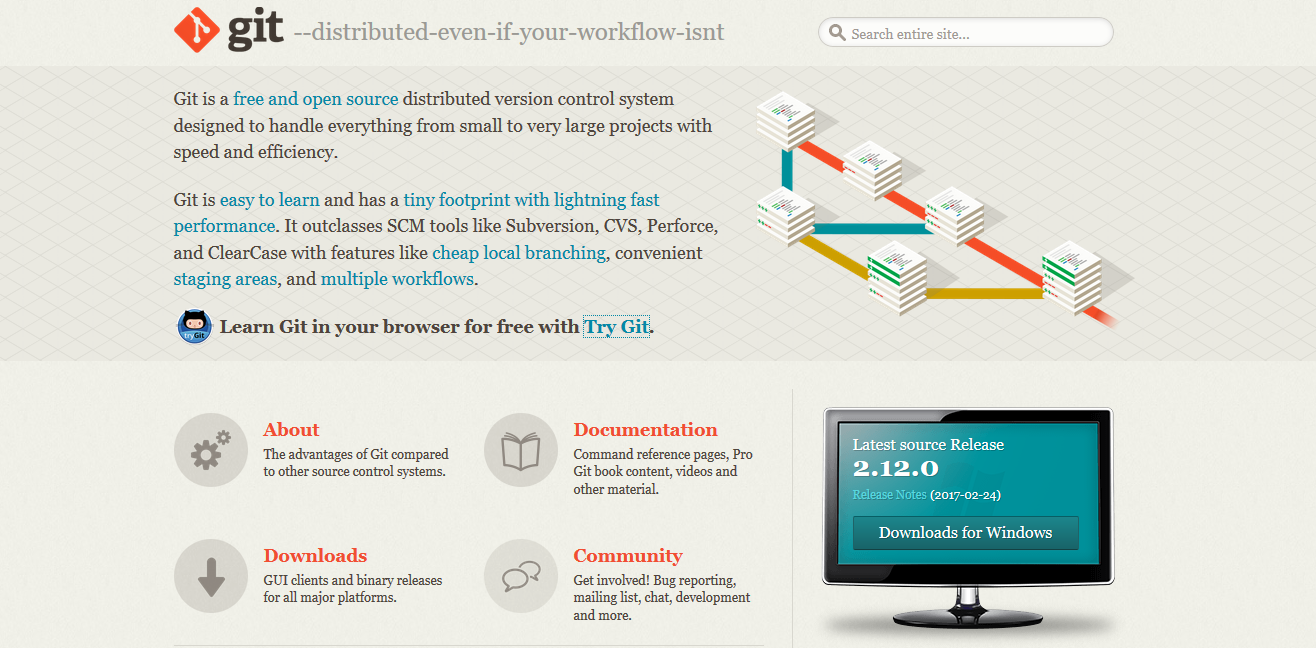 git --distributed-even-if-your-workflow-isnt
Search entire site...
Git is a free and open source distributed version control system
designed to handle everything from small to very large projects with
speed and efficiency.
Git is easy to learn and has a tiny footprint with lightning fast
performance. It outclasses SCM tools like Subversion, CVS, Perforce,
and ClearCase with features like cheap local branching, convenient
staging areas, and multiple workflows.
tryGit
Learn Git in your browser for free with Try Git.
About
The advantages of Git compared
to other source control systems.
Documentation
Command reference pages, Pro
Git book content, videos and
other material.
Downloads
GUI clients and binary releases
for all major platforms.
Community
Get involved! Bug reporting,
mailing list, chat, development
and more.
Latest source Release
2.12.0
Release Notes (2017-02-24)
Downloads for Windows